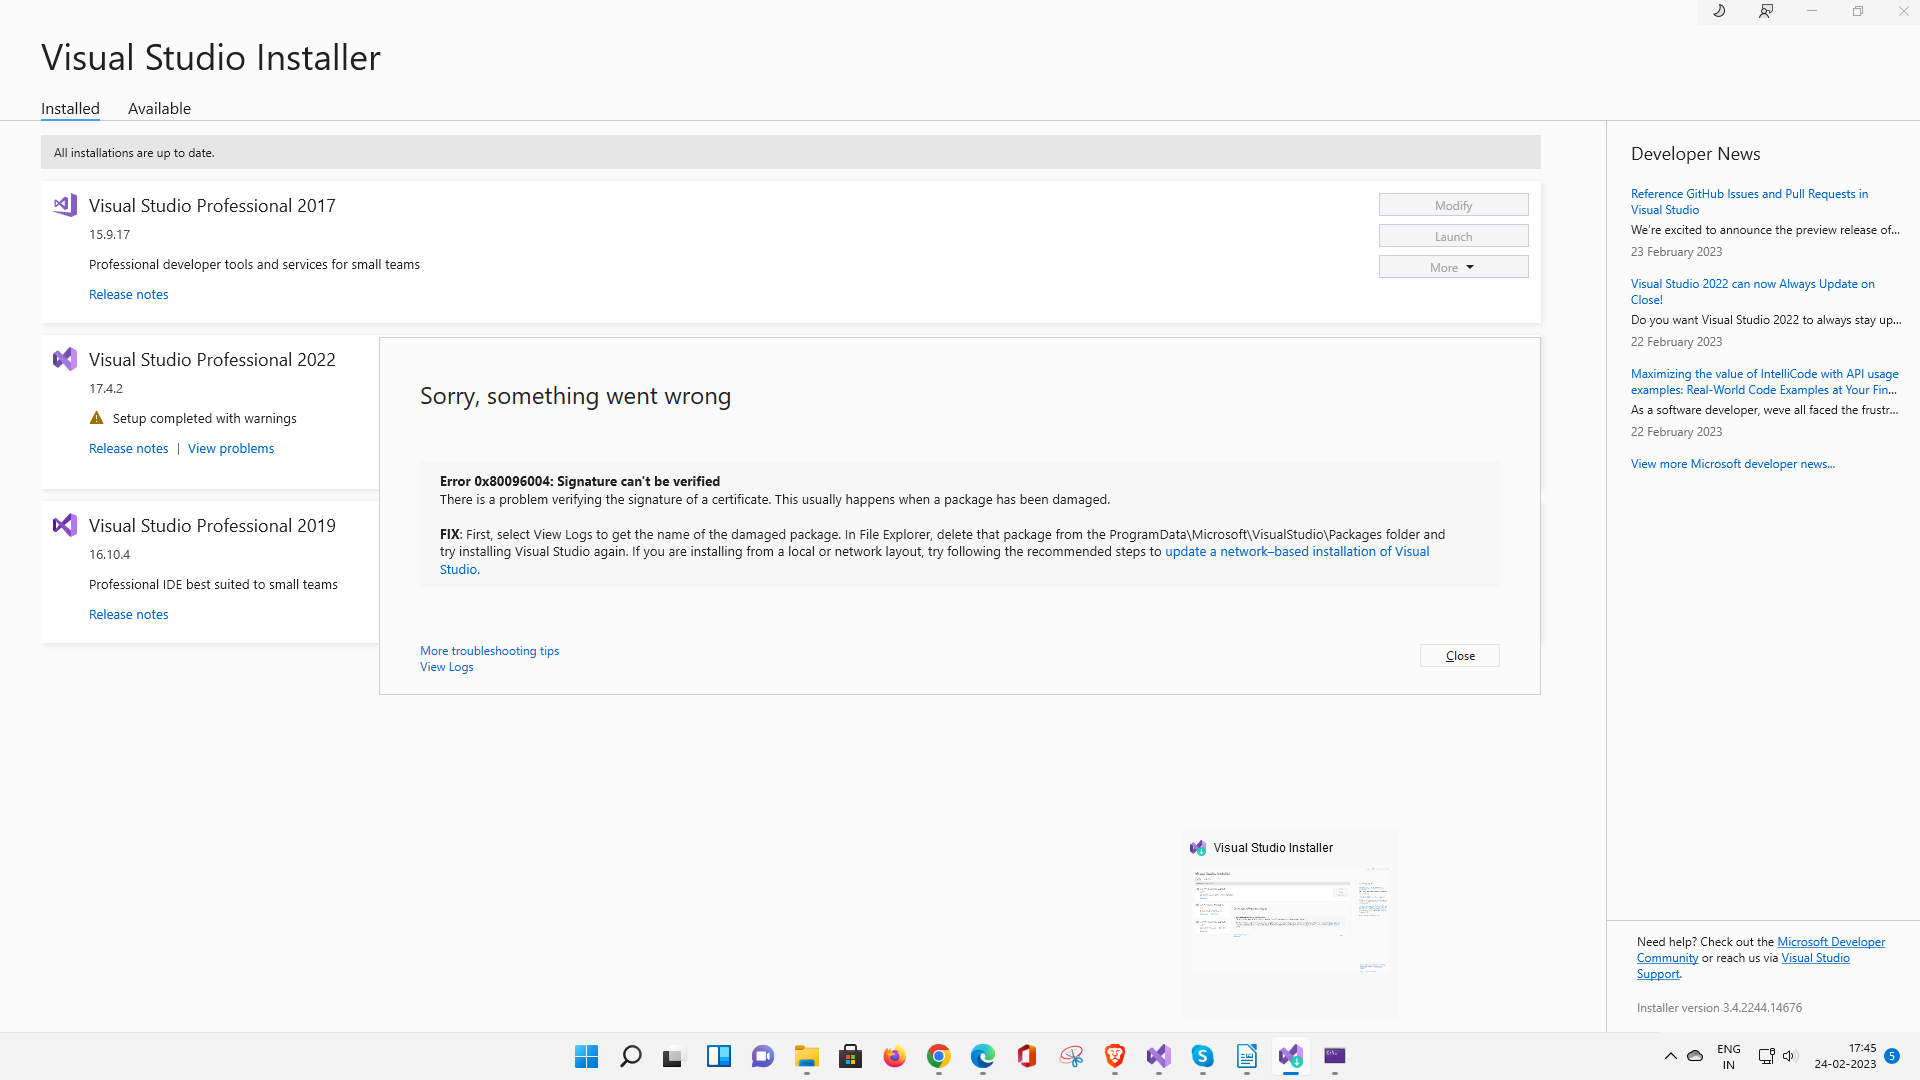 Visual Studio Installer
Installed
Available
All installations are up to date.
Visual Studio Professional 2017
15.9.17
Professional developer tools and services for small teams
Release notes
Modify
Launch
More
Visual Studio Professional 2022
17.4.2
Setup completed with warnings
Release notes | View problems
Visual Studio Professional 2019
16.10.4
Professional IDE best suited to small teams
Release notes
Sorry, something went wrong
Error 0x80096004: Signature can't be verified
There is a problem verifying the signature of a certificate. This usually happens when a package has been damaged.
FIX: First, select View Logs to get the name of the damaged package. In File Explorer, delete that package from the ProgramData\Microsoft\VisualStudio\Packages folder and
try installing Visual Studio again. If you are installing from a local or network layout, try following the recommended steps to update a network–based installation of Visual
Studio.
More troubleshooting tips
View Logs
Close
Developer News
Reference GitHub Issues and Pull Requests in
Visual Studio
We're excited to announce the preview release of...
23 February 2023
Visual Studio 2022 can now Always Update on
Close!
Do you want Visual Studio 2022 to always stay up...
22 February 2023
Maximizing the value of IntelliCode with API usage
examples: Real-World Code Examples at Your Fin...
As a software developer, weve all faced the frustr...
22 February 2023
View more Microsoft developer news...
Visual Studio Installer
Need help? Check out the Microsoft Developer
Community or reach us via Visual Studio
Support.
Installer version 3.4.2244.14676
ENG
IN
17:45
24-02-2023
5